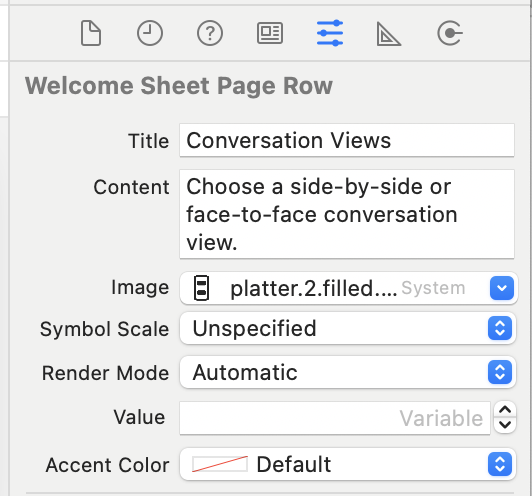 Welcome Sheet Page Row
Title Conversation Views
Content Choose a side-by-side or
face-to-face conversation
view.
Image platter.2.filled.... System
Symbol Scale Unspecified
Render Mode Automatic
Value Variable
Accent Color Default